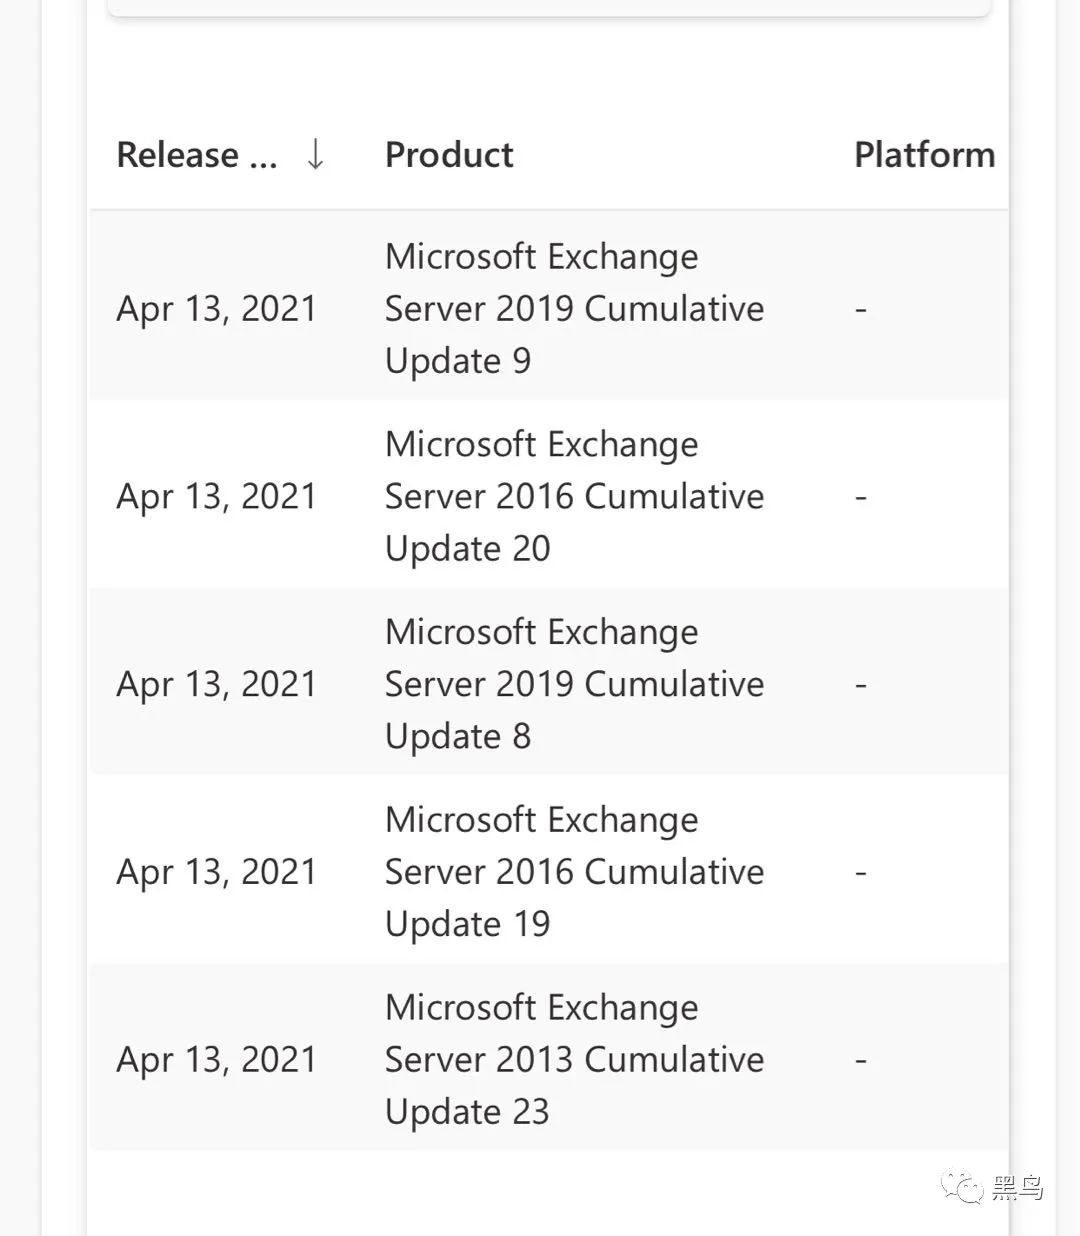 Release ... ↓ Product Platform
Microsoft Exchange
Apr 13, 2021 Server 2019 Cumulative -
Update 9
Microsoft Exchange
Apr 13, 2021 Server 2016 Cumulative -
Update 20
Microsoft Exchange
Apr 13, 2021 Server 2019 Cumulative -
Update 8
Microsoft Exchange
Apr 13, 2021 Server 2016 Cumulative -
Update 19
Microsoft Exchange
Apr 13, 2021 Server 2013 Cumulative -
Update 23
黑鸟